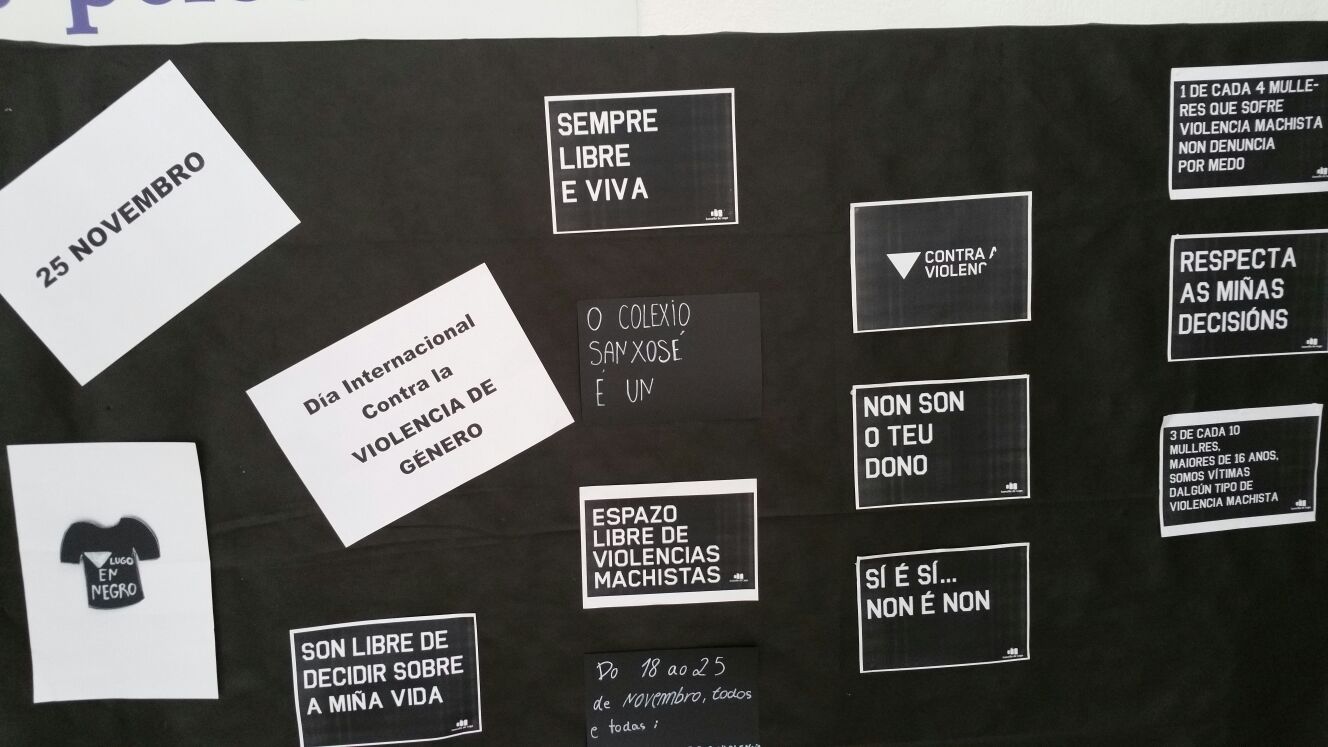 25 NOVEMBRO
Día Internacional
Contra la
VIOLENCIA DE
GÉNERO
LUGO
EN
NEGRO
SON LIBRE DE
DECIDIR SOBRE
A MIÑA VIDA
SEMPRE
LIBRE
E VIVA
O COLEXIO
SAN XOSÉ
É UN
ESPAZO
LIBRE DE
VIOLENCIAS
MACHISTAS
Do 18 ao 25
de Novembro, todos
e todas:
CONTRA A
VIOLENC
NON SON
O TEU
DONO
SÍ É SÍ...
NON É NON
1 DE CADA 4 MULLE-
RES QUE SOFRE
VIOLENCIA MACHISTA
NON DENUNCIA
POR MEDO
RESPECTA
AS MIÑAS
DECISIÓNS
3 DE CADA 10
MULLRES,
MAIORES DE 16 ANOS,
SOMOS VÍTIMAS
DALGÚN TIPO DE
VIOLENCIA MACHISTA